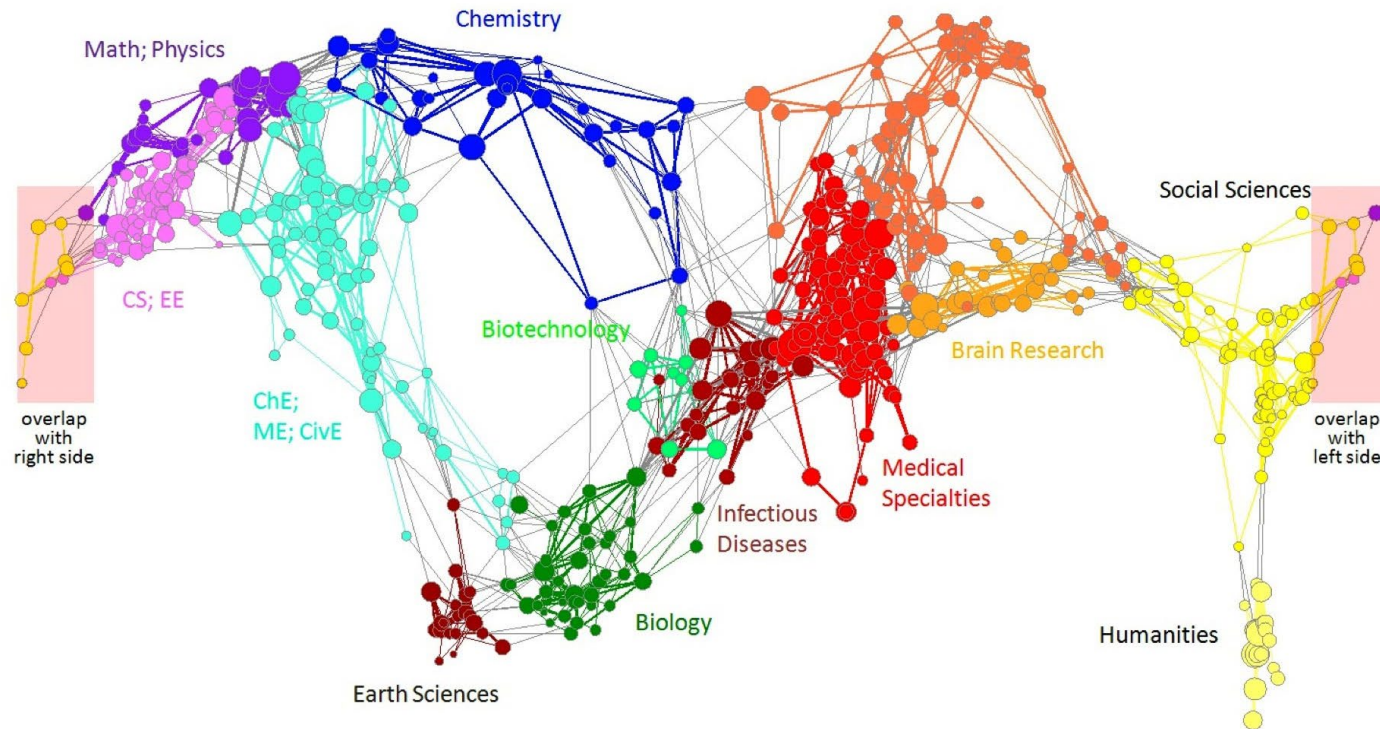 Chemistry
Math; Physics
Social Sciences
CS; EE
Biotechnology
Brain Research
ChE;
ME; CivE
overlap
with
right side
overlap
with
left side
Medical
Specialties
Infectious
Diseases
Biology
Humanities
Earth Sciences